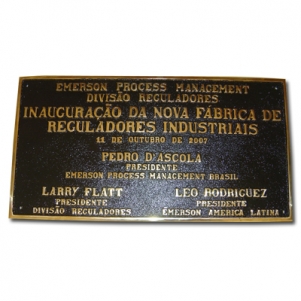 EMERSON PROCESS MANAGEMENT
DIVISÃO REGULADORES
INAUGURAÇÃO DA NOVA FÁBRICA DE
REGULADORES INDUSTRIAIS
11 DE OUTUBRO DE 2007
PEDRO D'ASCOLA
PRESIDENTE
EMERSON PROCESS MANAGEMENT BRASIL
LARRY FLATT
PRESIDENTE
DIVISÃO REGULADORES
LEO RODRIGUEZ
PRESIDENTE
EMERSON AMERICA LATINA